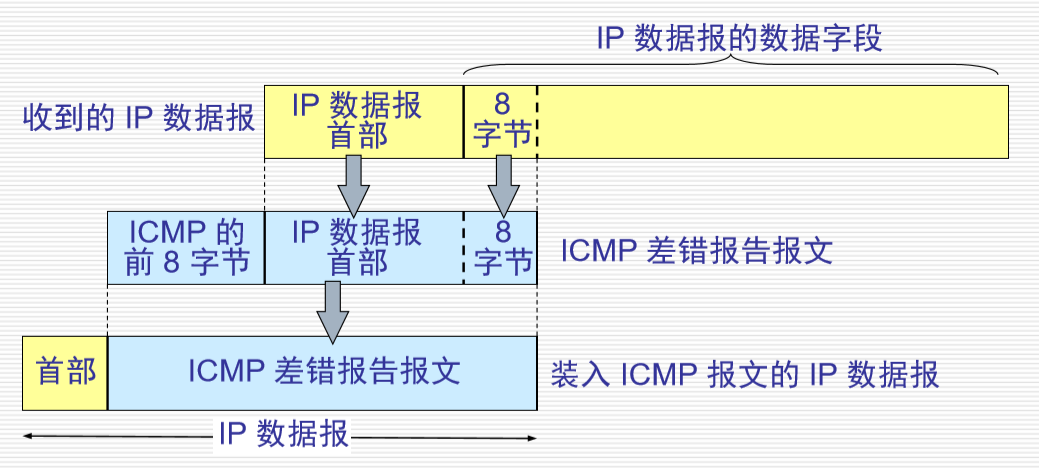 IP 数据报的数据字段
收到的 IP 数据报
IP 数据报
首部
8
字节
ICMP 的
前 8 字节
IP 数据报
首部
8
字节
ICMP 差错报告报文
首部
ICMP 差错报告报文
装入 ICMP 报文的 IP 数据报
IP 数据报